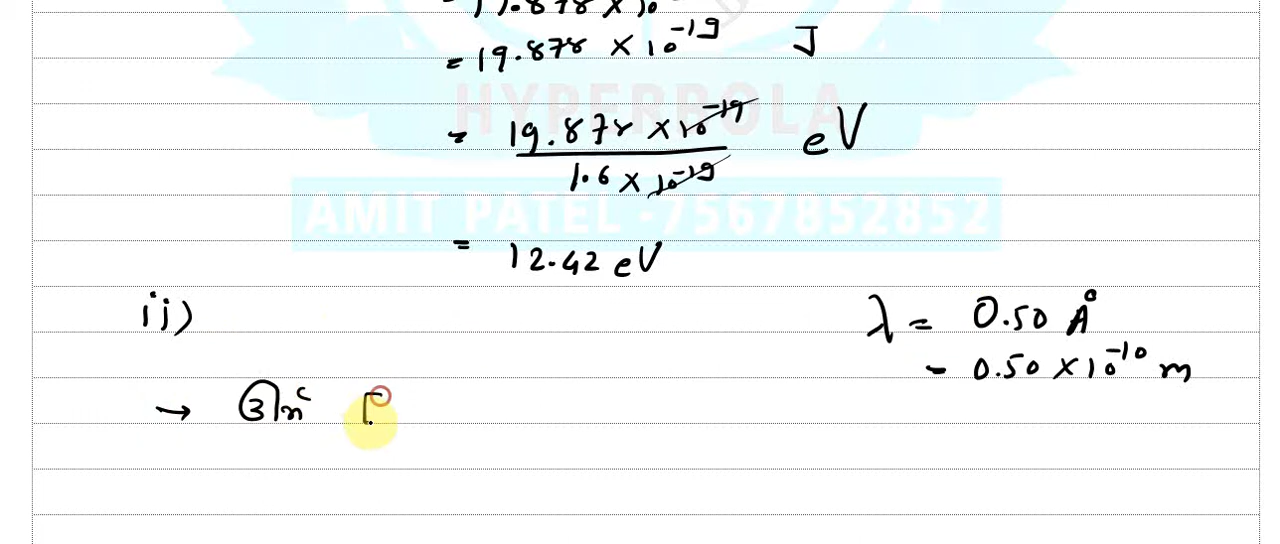 = 19.878 × 10⁻¹⁹ J
HYPERBOLA
= 19.878 × 10⁻¹⁹ / 1.6 × 10⁻¹⁹ eV
AMIT PATEL -7567852852
= 12.42 eV
ii) λ = 0.50 Å
= 0.50 × 10⁻¹⁰ m
→